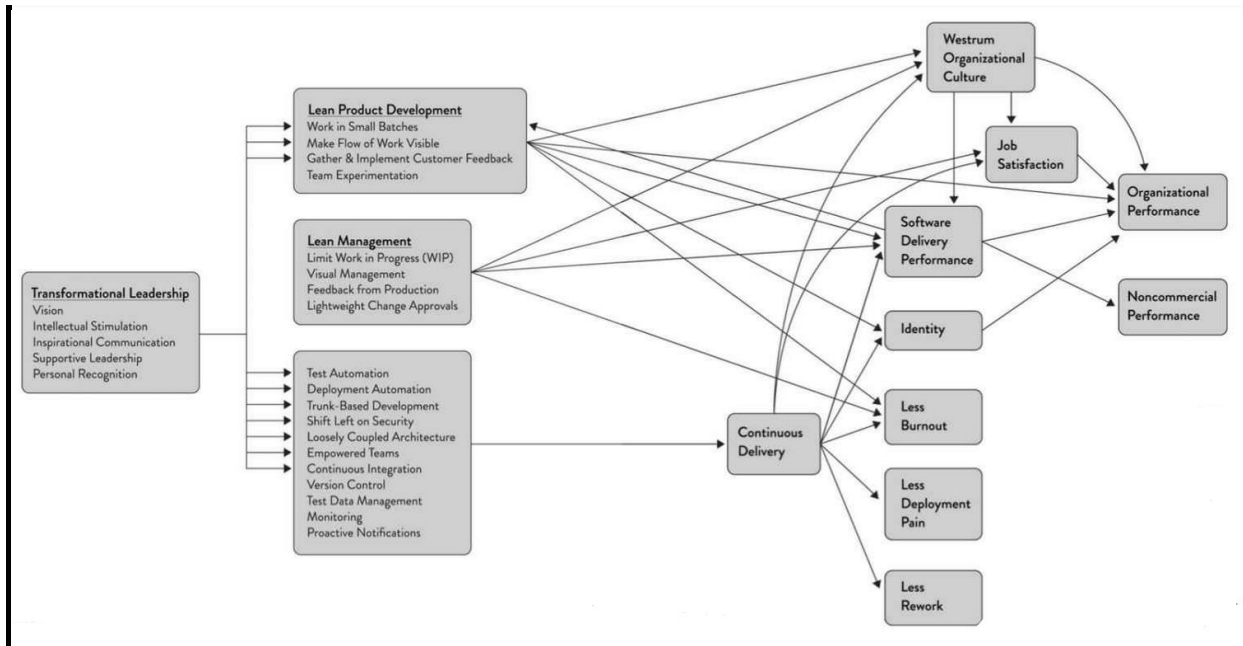 Transformational Leadership
Vision
Intellectual Stimulation
Inspirational Communication
Supportive Leadership
Personal Recognition
Lean Product Development
Work in Small Batches
Make Flow of Work Visible
Gather & Implement Customer Feedback
Team Experimentation
Lean Management
Limit Work in Progress (WIP)
Visual Management
Feedback from Production
Lightweight Change Approvals
Test Automation
Deployment Automation
Trunk-Based Development
Shift Left on Security
Loosely Coupled Architecture
Empowered Teams
Continuous Integration
Version Control
Test Data Management
Monitoring
Proactive Notifications
Continuous
Delivery
Westrum
Organizational
Culture
Job
Satisfaction
Software
Delivery
Performance
Identity
Less
Burnout
Less
Deployment
Pain
Less
Rework
Organizational
Performance
Noncommercial
Performance